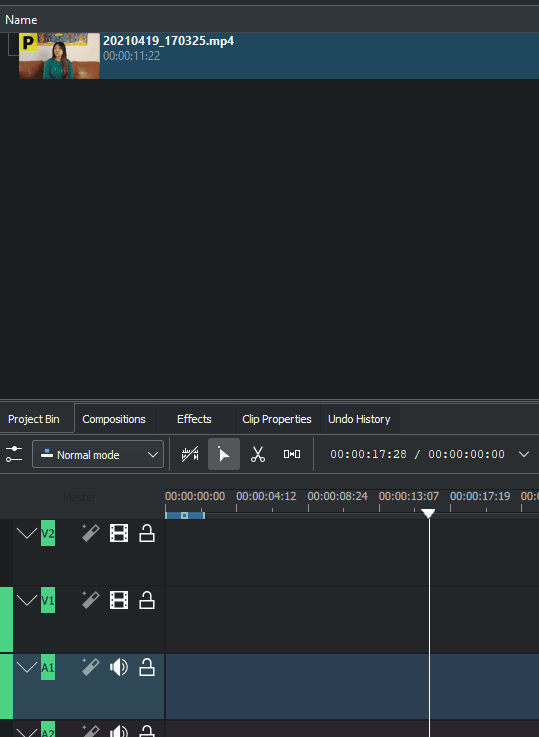 Name
P
20210419_170325.mp4
00:00:11:22
Project Bin
Compositions
Effects
Clip Properties
Undo History
Normal mode
00:00:17:28 / 00:00:00:00
Master
00:00:00:00 00:00:04:12 00:00:08:24 00:00:13:07 00:00:17:19 00:0
V2
V1
A1
A2